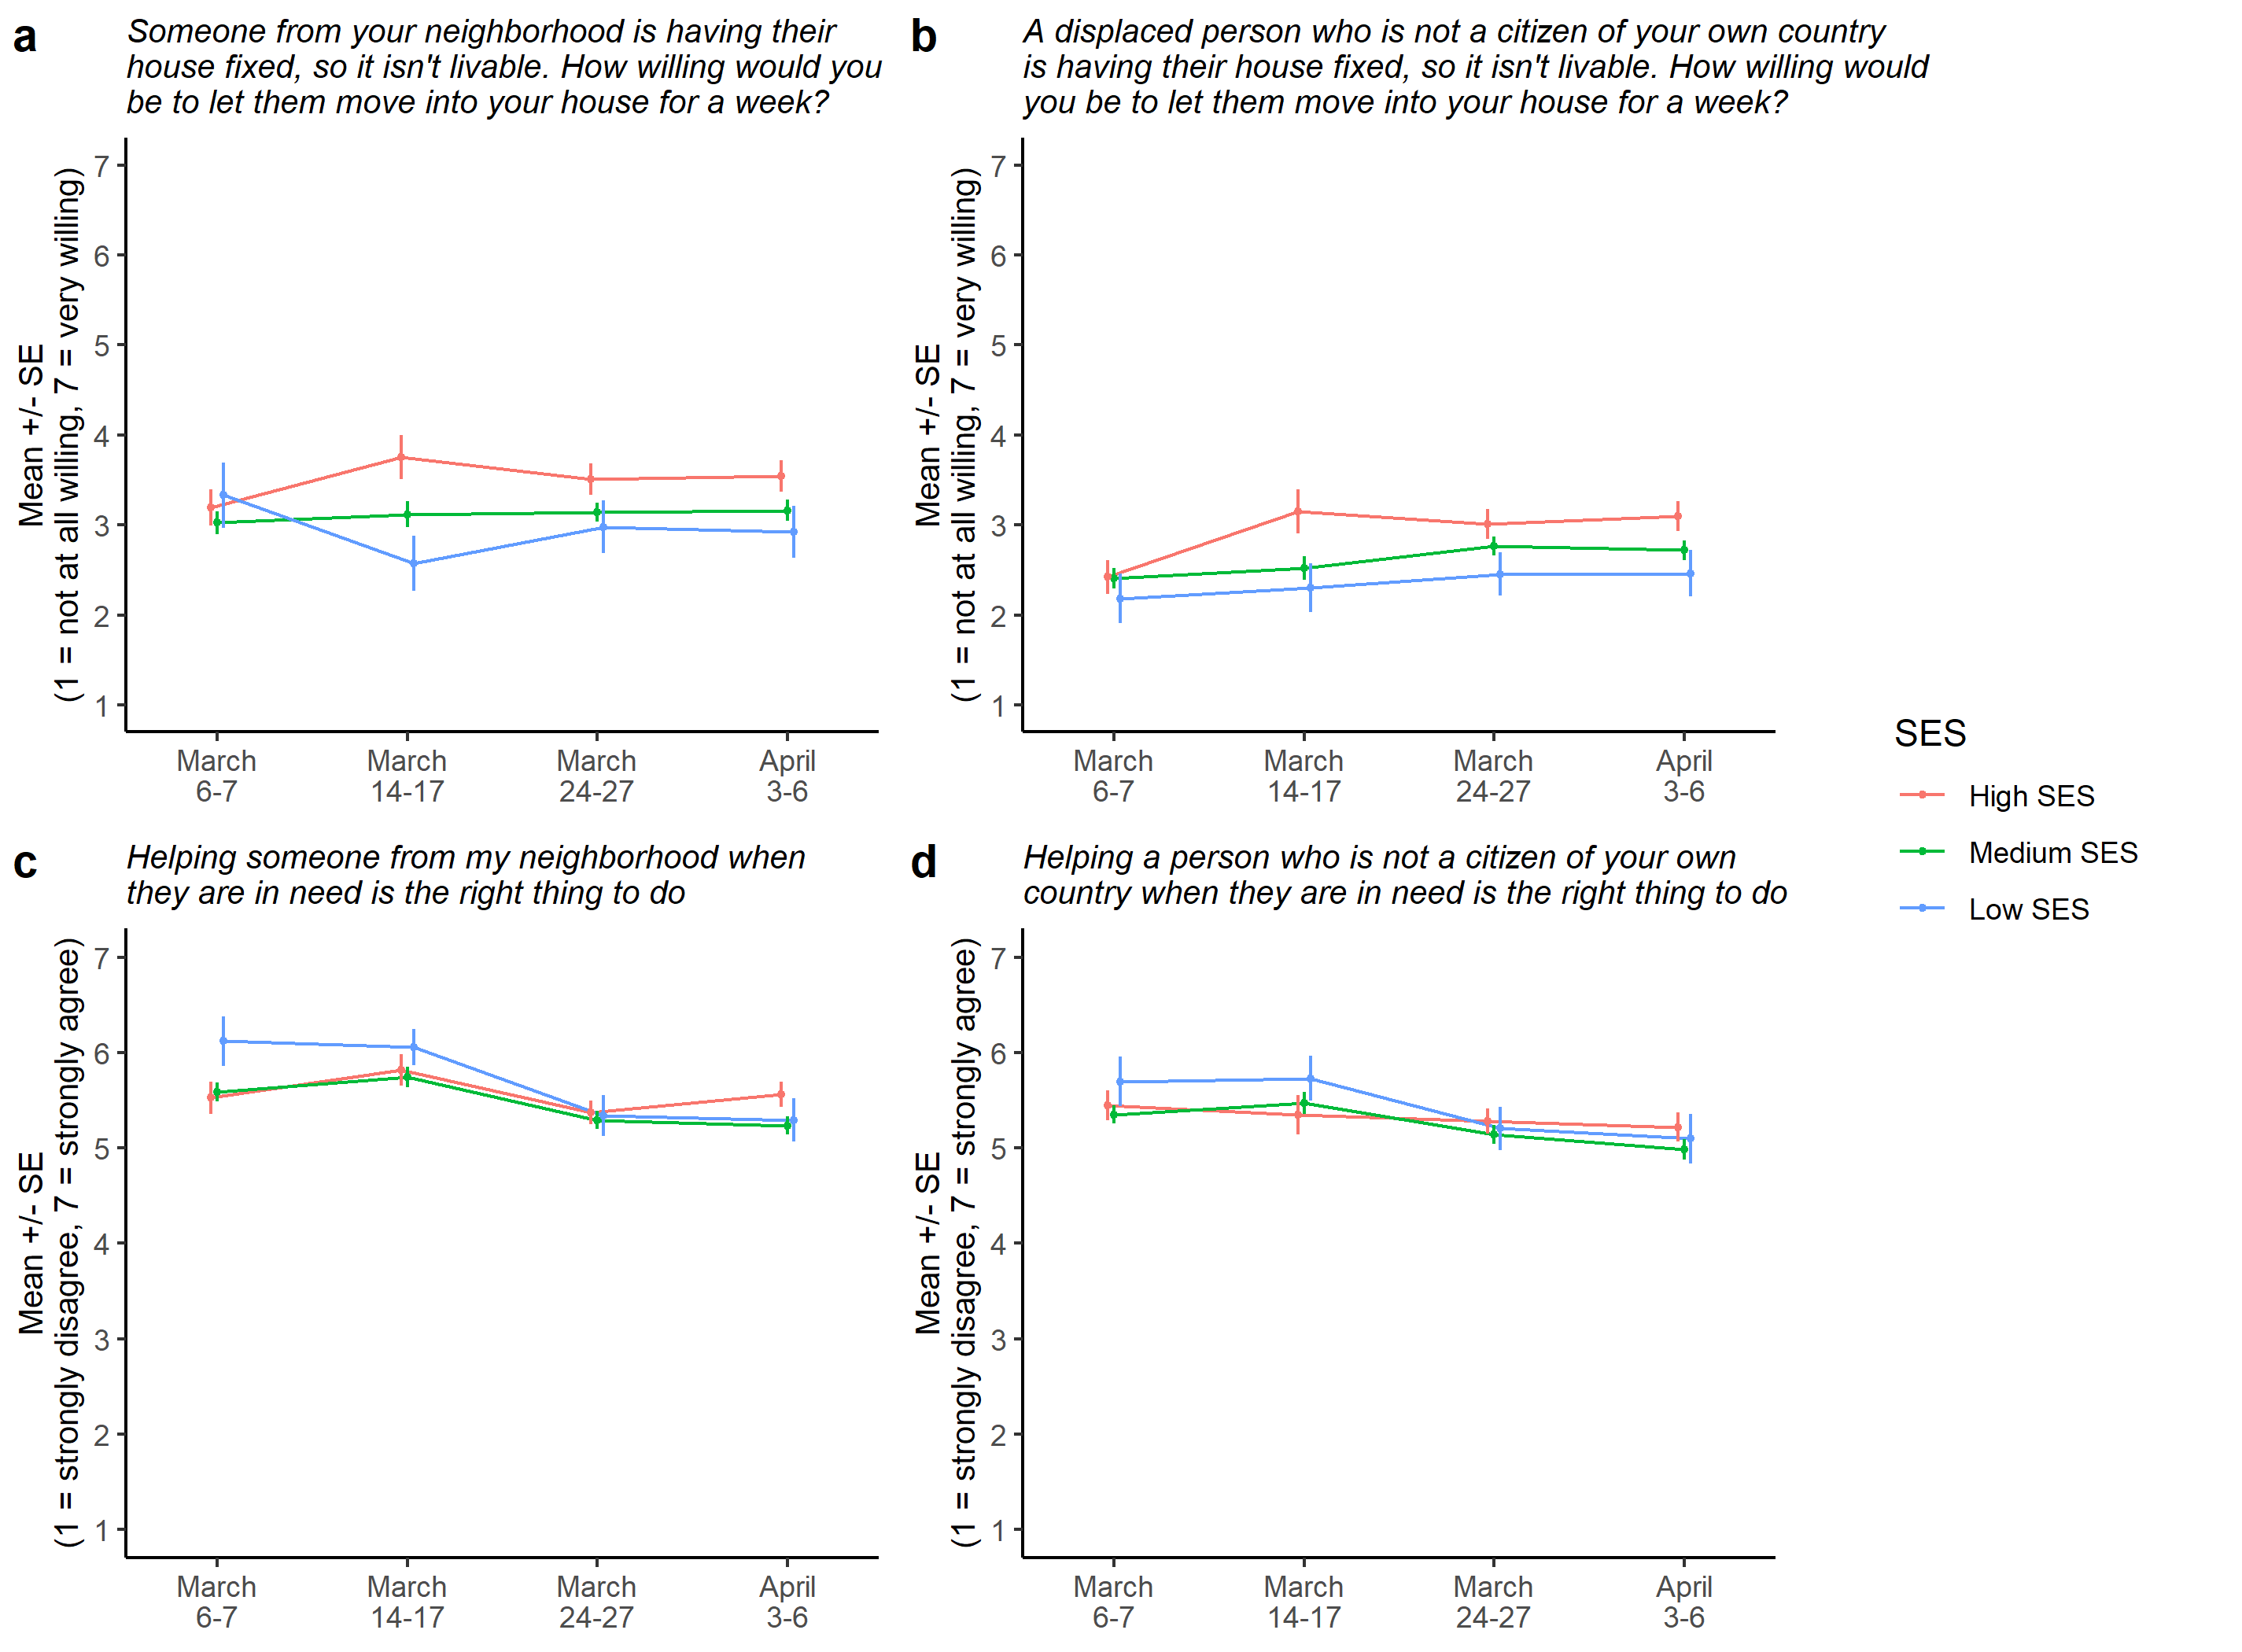 a
Someone from your neighborhood is having their
house fixed, so it isn't livable. How willing would you
be to let them move into your house for a week?
Mean +/- SE
(1 = not at all willing, 7 = very willing)
7
6
5
4
3
2
1
March
6-7
March
14-17
March
24-27
April
3-6
b
A displaced person who is not a citizen of your own country
is having their house fixed, so it isn't livable. How willing would
you be to let them move into your house for a week?
Mean +/- SE
(1 = not at all willing, 7 = very willing)
7
6
5
4
3
2
1
March
6-7
March
14-17
March
24-27
April
3-6
c
Helping someone from my neighborhood when
they are in need is the right thing to do
Mean +/- SE
(1 = strongly disagree, 7 = strongly agree)
7
6
5
4
3
2
1
March
6-7
March
14-17
March
24-27
April
3-6
d
Helping a person who is not a citizen of your own
country when they are in need is the right thing to do
Mean +/- SE
(1 = strongly disagree, 7 = strongly agree)
7
6
5
4
3
2
1
March
6-7
March
14-17
March
24-27
April
3-6
SES
High SES
Medium SES
Low SES